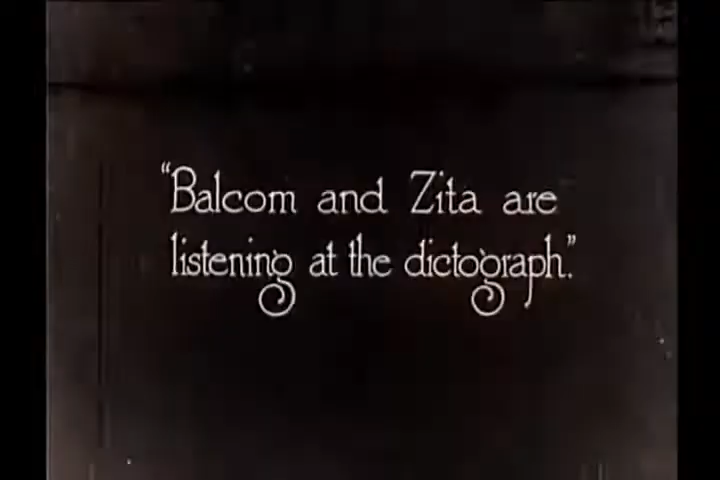 "Balcom and Zita are
listening at the dictograph."